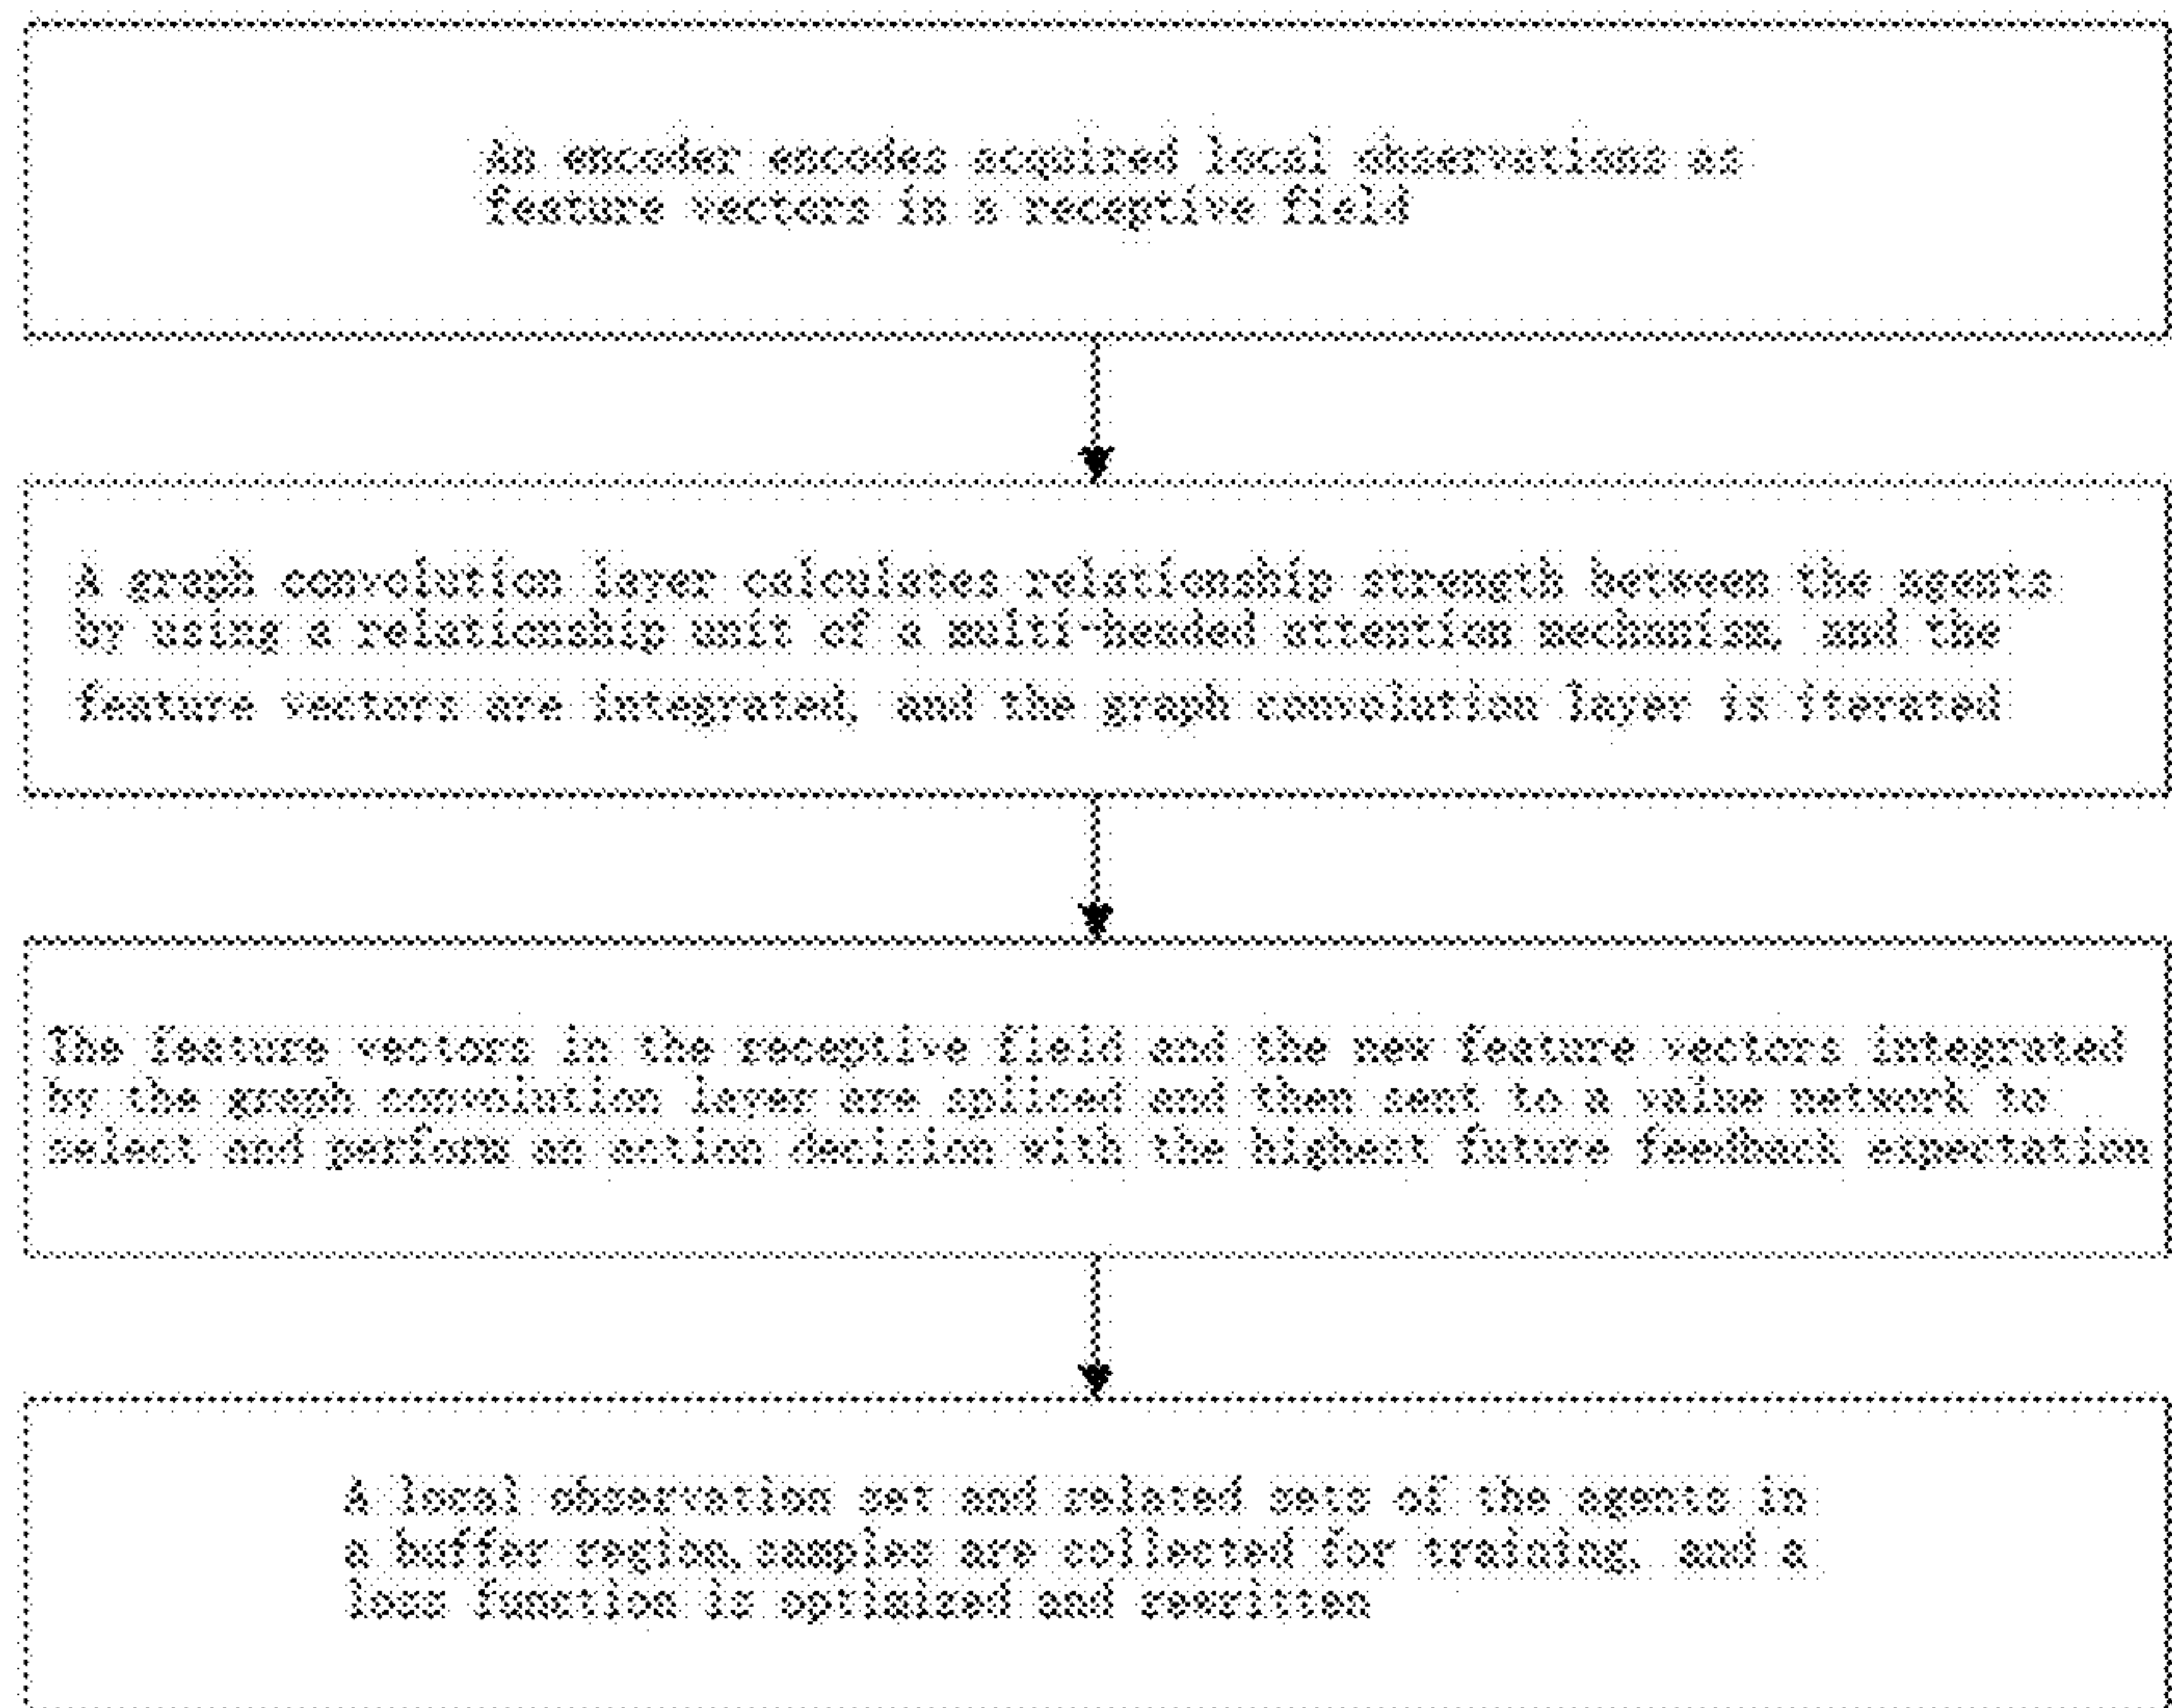 An encoder encodes acquired local observations as
feature vectors in a receptive field
A graph convolution layer calculates relationship strength between the agents
by using a relationship unit of a multi-headed attention mechanism, and the
feature vectors are integrated, and the graph convolution layer is iterated
The feature vectors in the receptive field and the new feature vectors integrated
by the graph convolution layer are spliced and then sent to a value network to
select and perform an action decision with the highest future feedback expectation
A local observation set and related sets of the agents in
a buffer region, samples are collected for training, and a
loss function is optimized and rewritten